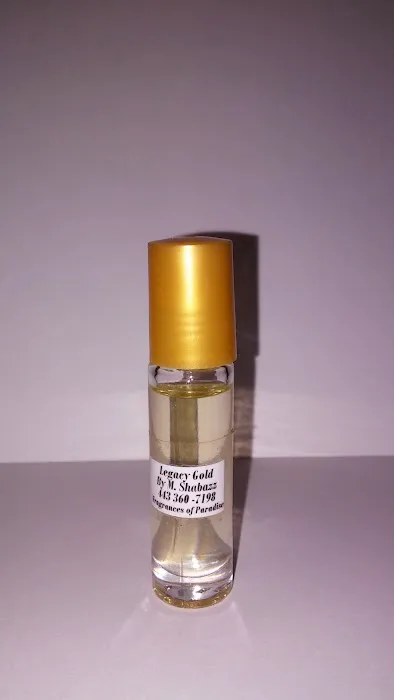 Legacy Gold
By M. Shabazz
443 360 -7198
Fragrances of Paradise